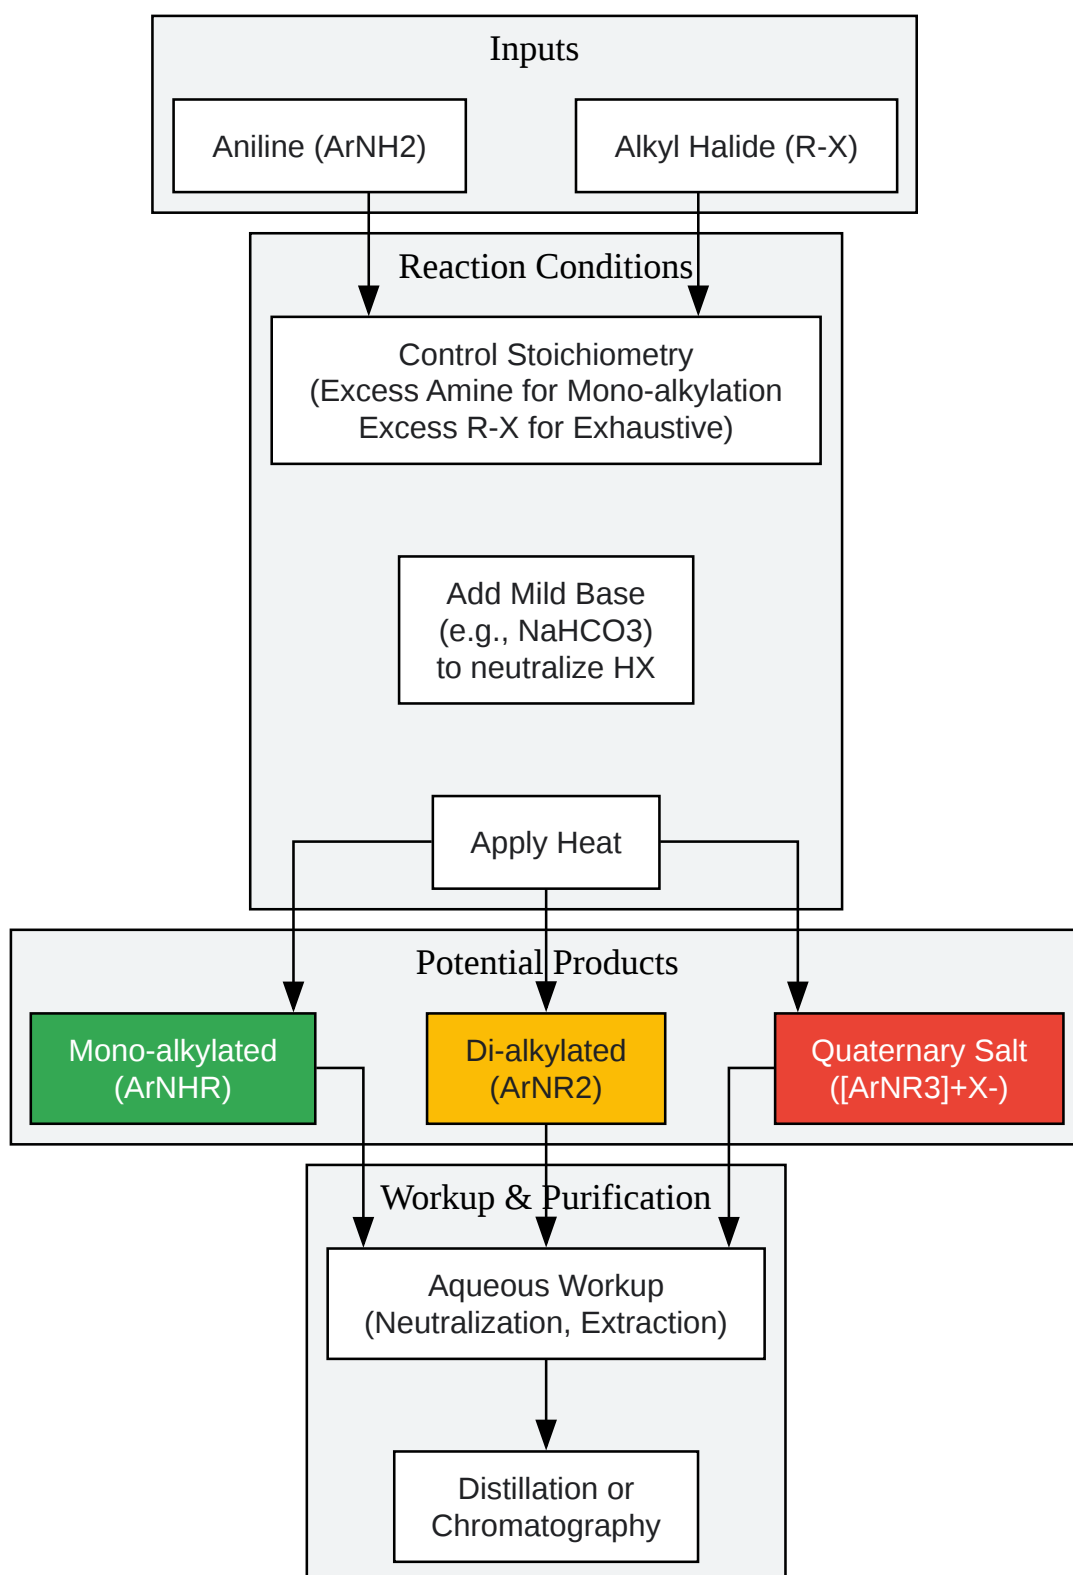 Inputs
Aniline (ArNH2)
Alkyl Halide (R-X)
Reaction Conditions
Control Stoichiometry
(Excess Amine for Mono-alkylation
Excess R-X for Exhaustive)
Add Mild Base
(e.g., NaHCO3)
to neutralize HX
Apply Heat
Potential Products
Mono-alkylated
(ArNHR)
Di-alkylated
(ArNR2)
Quaternary Salt
([ArNR3]+X-)
Workup & Purification
Aqueous Workup
(Neutralization, Extraction)
Distillation or
Chromatography